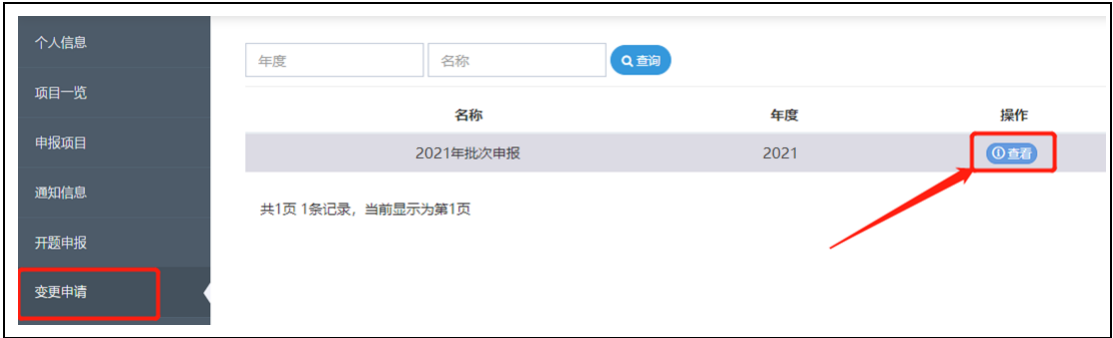 个人信息
项目一览
申报项目
通知信息
开题申报
变更申请
年度 名称 查询
名称 年度 操作
2021年批次申报 2021 查看
共1页 1条记录，当前显示为第1页